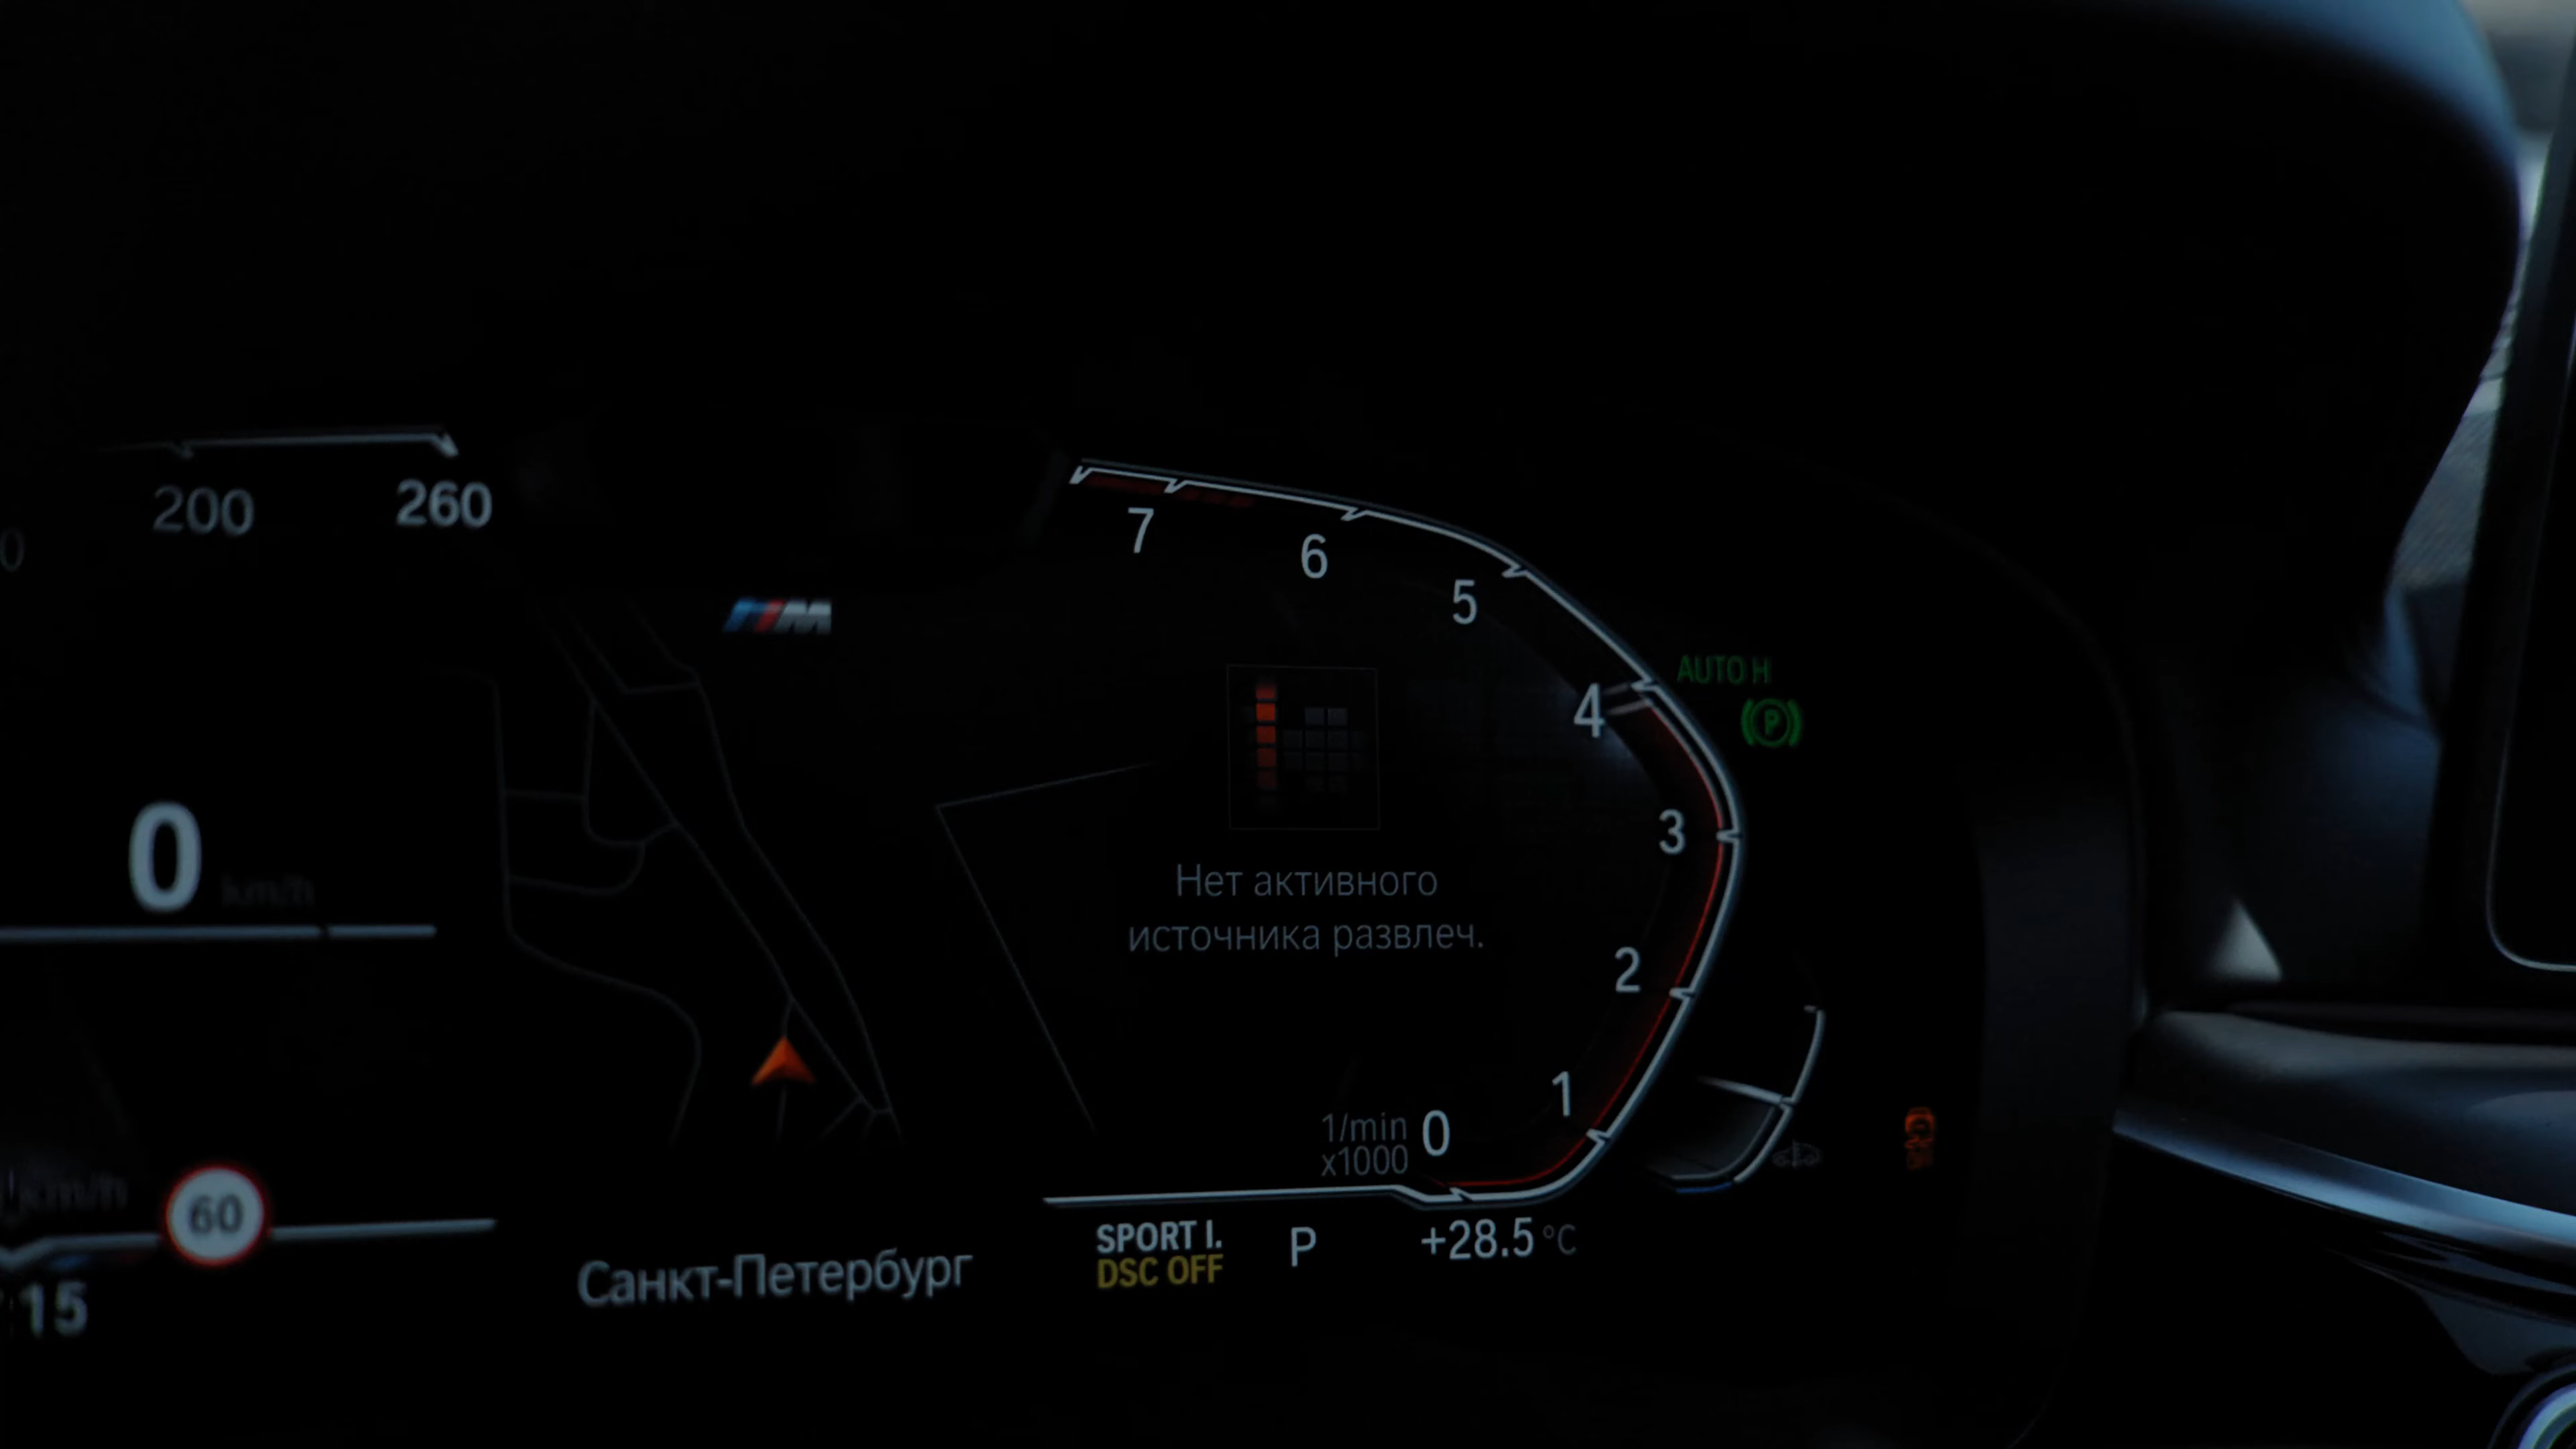 200
260
7
6
5
4
3
2
1
0
1/min
x1000
M
AUTO H
P
0 km/h
Нет активного
источника развлеч.
km/h
60
SPORT I.
DSC OFF
P
+28.5 °C
Санкт-Петербург
15